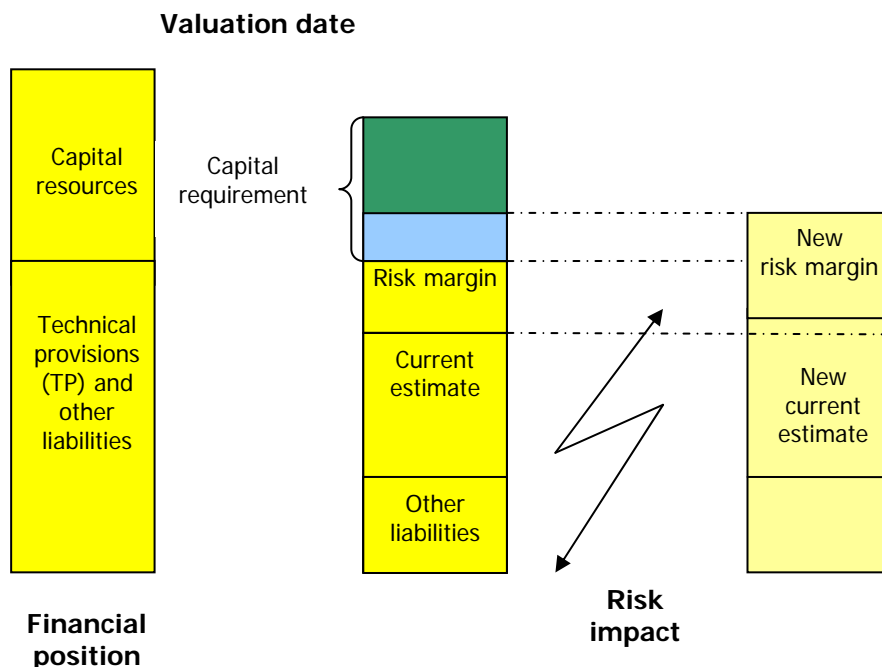 Valuation date
Capital
resources
Technical
provisions
(TP) and
other
liabilities
Financial
position
Capital
requirement
Risk margin
Current
estimate
Other
liabilities
Risk
impact
New
risk margin
New
current
estimate